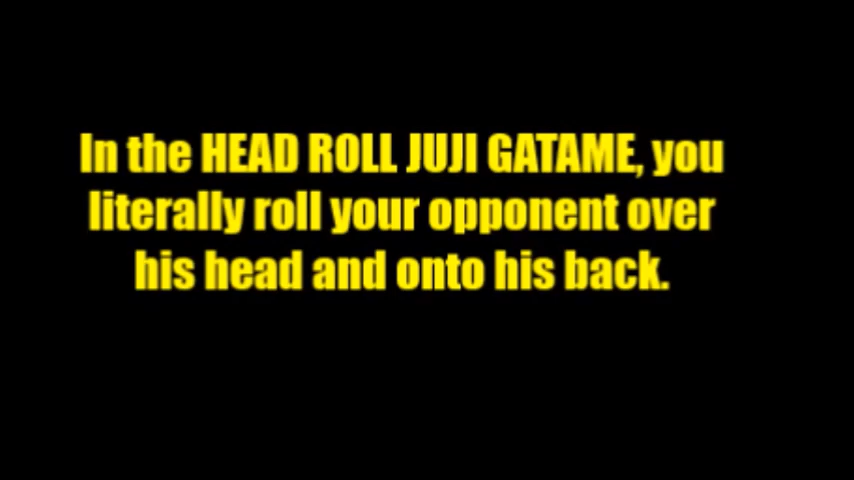 In the HEAD ROLL JUJI GATAME, you
literally roll your opponent over
his head and onto his back.